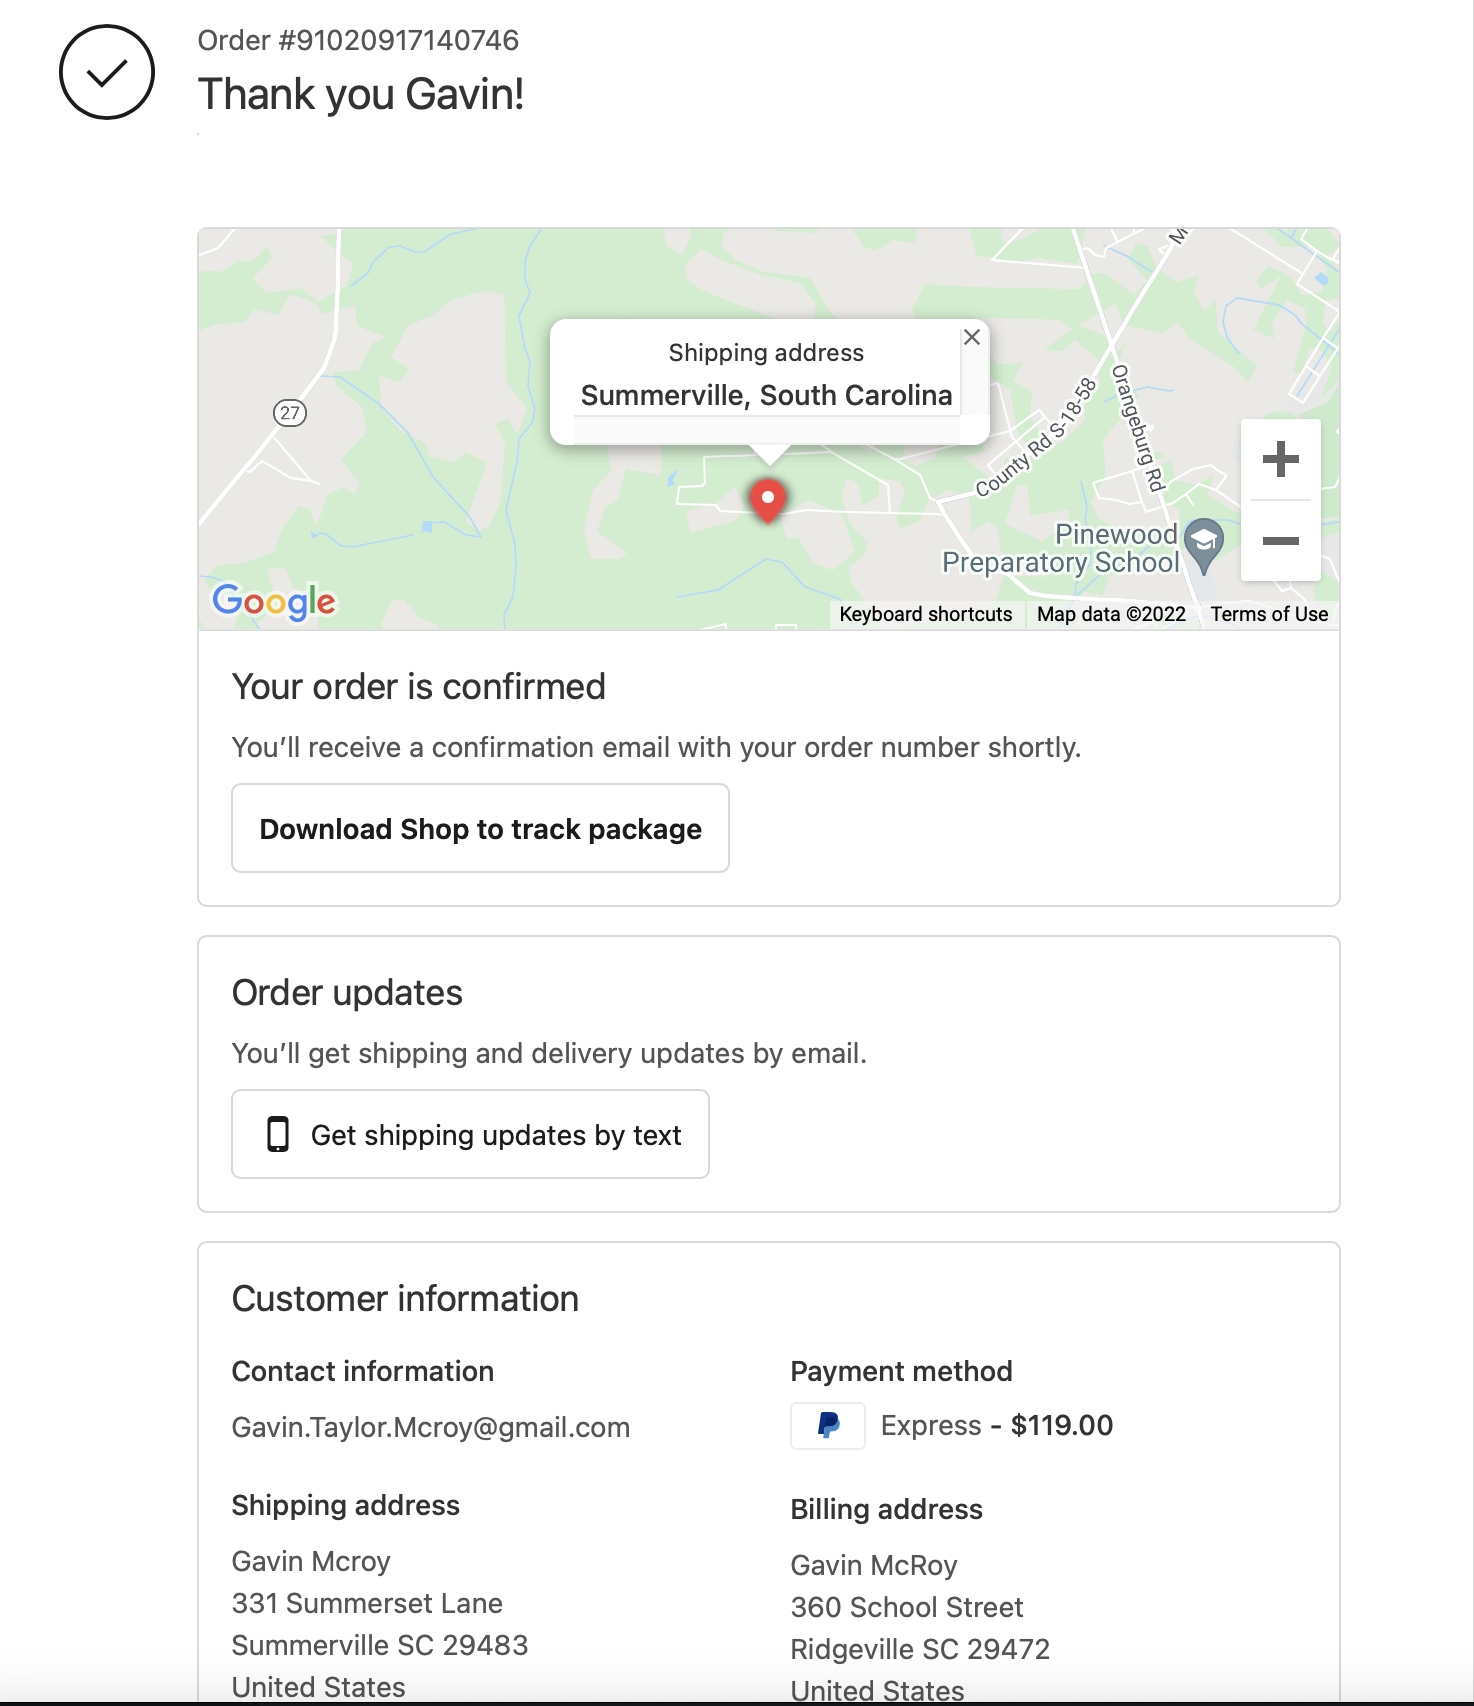 Order #91020917140746
Thank you Gavin!
M
Shipping address
Summerville, South Carolina
27
County Rd S-18-58
Orangeburg Rd
Pinewood
Preparatory School
Google
Keyboard shortcuts
Map data ©2022
Terms of Use
Your order is confirmed
You’ll receive a confirmation email with your order number shortly.
Download Shop to track package
Order updates
You’ll get shipping and delivery updates by email.
Get shipping updates by text
Customer information
Contact information
Gavin.Taylor.Mcroy@gmail.com
Payment method
Express - $119.00
Shipping address
Gavin Mcroy
331 Summerset Lane
Summerville SC 29483
United States
Billing address
Gavin McRoy
360 School Street
Ridgeville SC 29472
United States